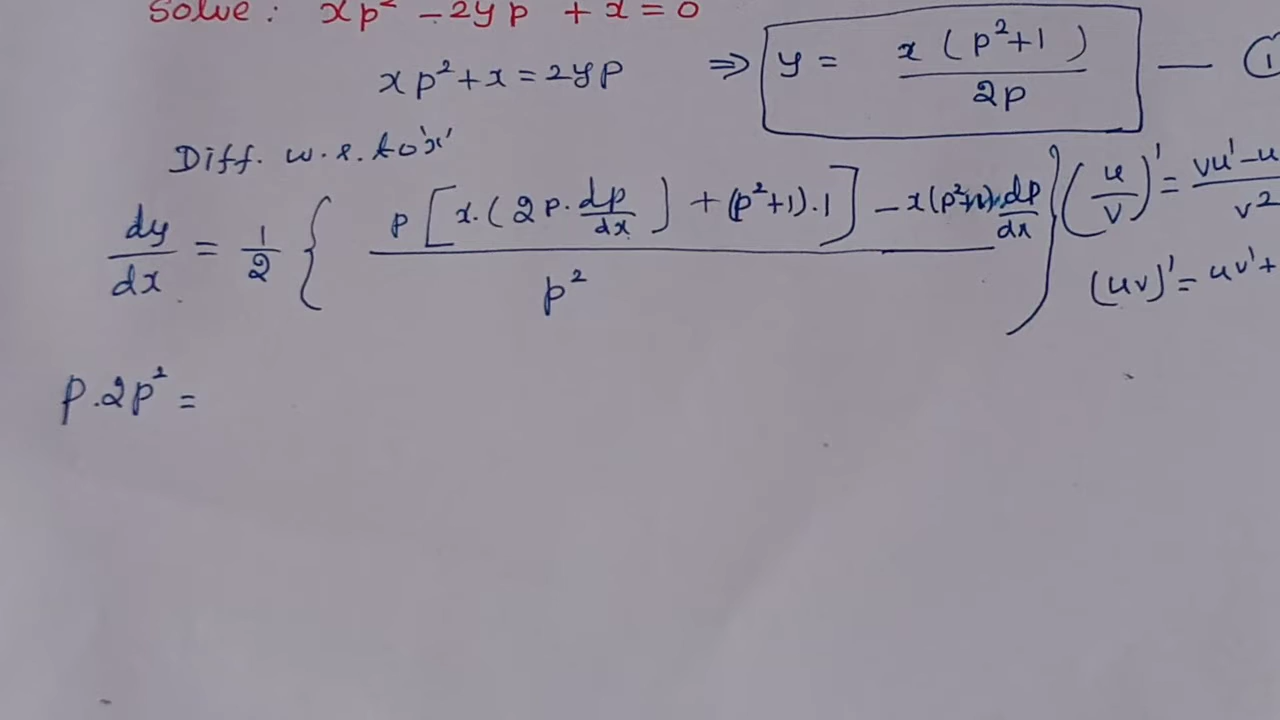 Solve: xp² - 2yp + x = 0
xp² + x = 2yp ⇒ y = x(p²+1)/2p — ①
Diff. w.r.to 'x'
dy/dx = 1/2 { p[x.(2p.dp/dx) + (p²+1).1] - x(p²+1).dp/dx / p² } (u/v)' = vu' - u / v²
(uv)' = uv' +
p.2p² =